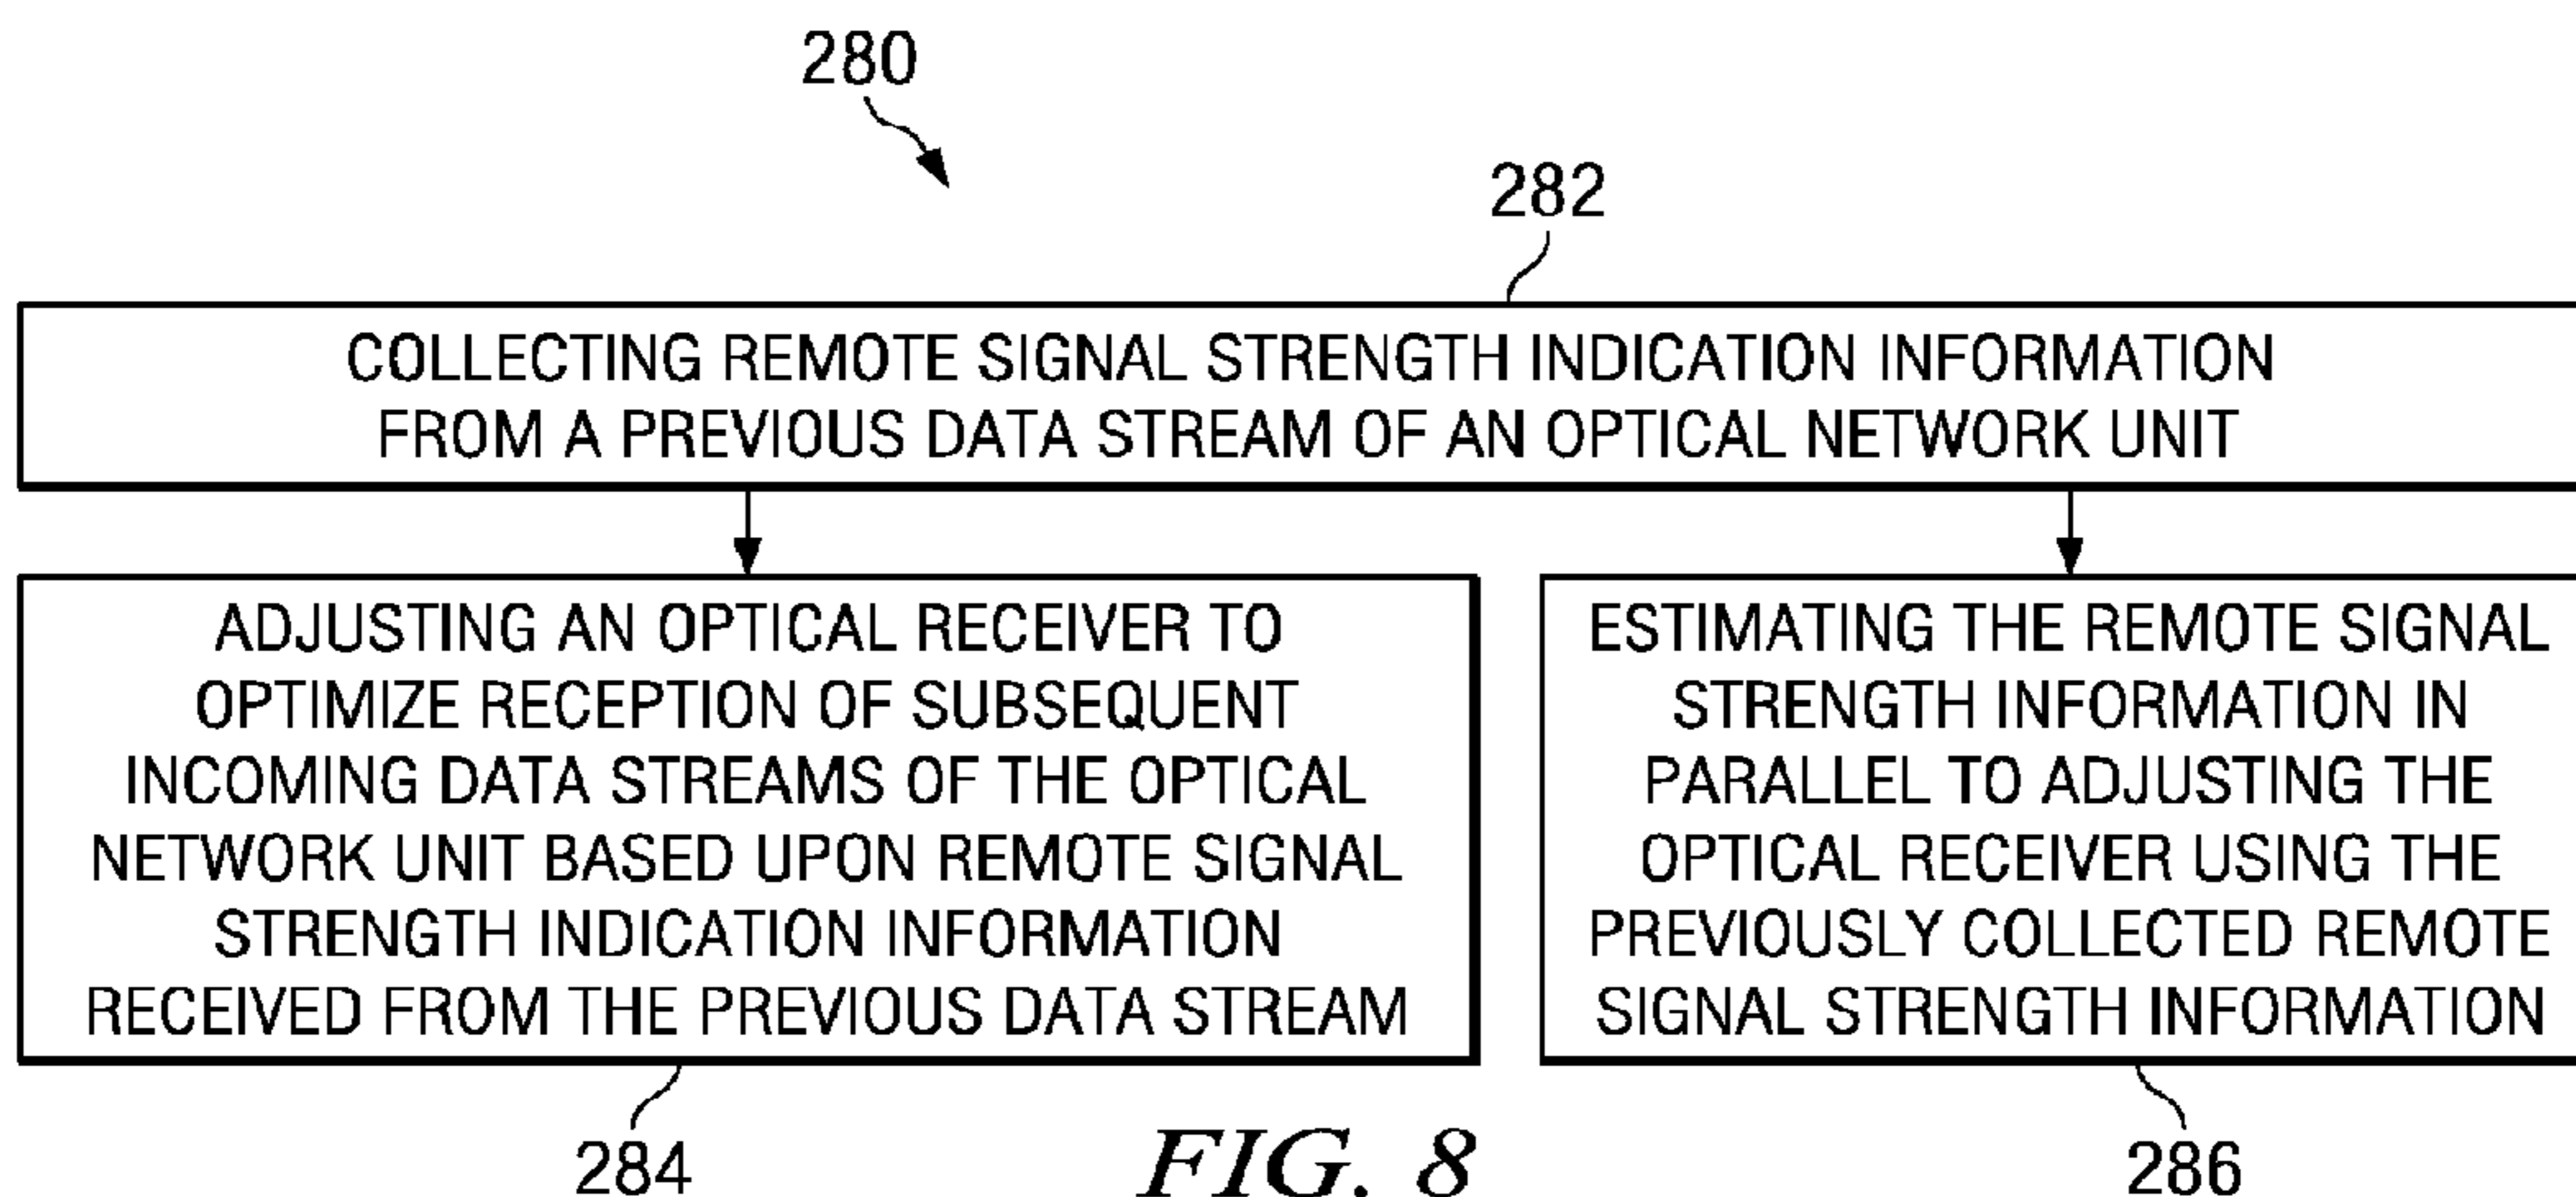 280
282
COLLECTING REMOTE SIGNAL STRENGTH INDICATION INFORMATION
FROM A PREVIOUS DATA STREAM OF AN OPTICAL NETWORK UNIT
ADJUSTING AN OPTICAL RECEIVER TO
OPTIMIZE RECEPTION OF SUBSEQUENT
INCOMING DATA STREAMS OF THE OPTICAL
NETWORK UNIT BASED UPON REMOTE SIGNAL
STRENGTH INDICATION INFORMATION
RECEIVED FROM THE PREVIOUS DATA STREAM
ESTIMATING THE REMOTE SIGNAL
STRENGTH INFORMATION IN
PARALLEL TO ADJUSTING THE
OPTICAL RECEIVER USING THE
PREVIOUSLY COLLECTED REMOTE
SIGNAL STRENGTH INFORMATION
284
286
FIG. 8